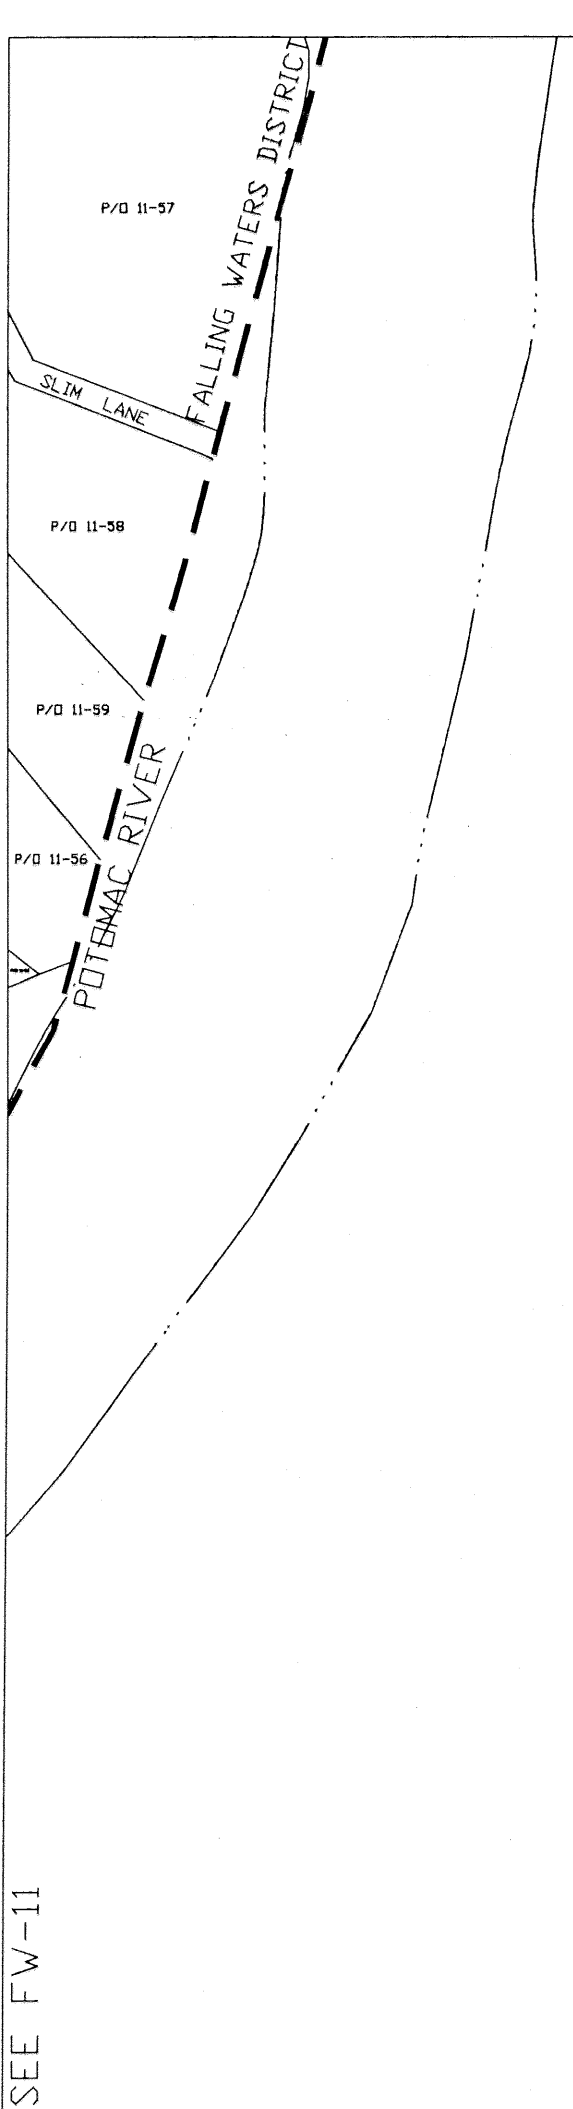 FALLING WATERS DISTRICT
P/O 11-57
SLIM LANE
P/O 11-58
P/O 11-59
POTOMAC RIVER
P/O 11-56
SEE FW-11